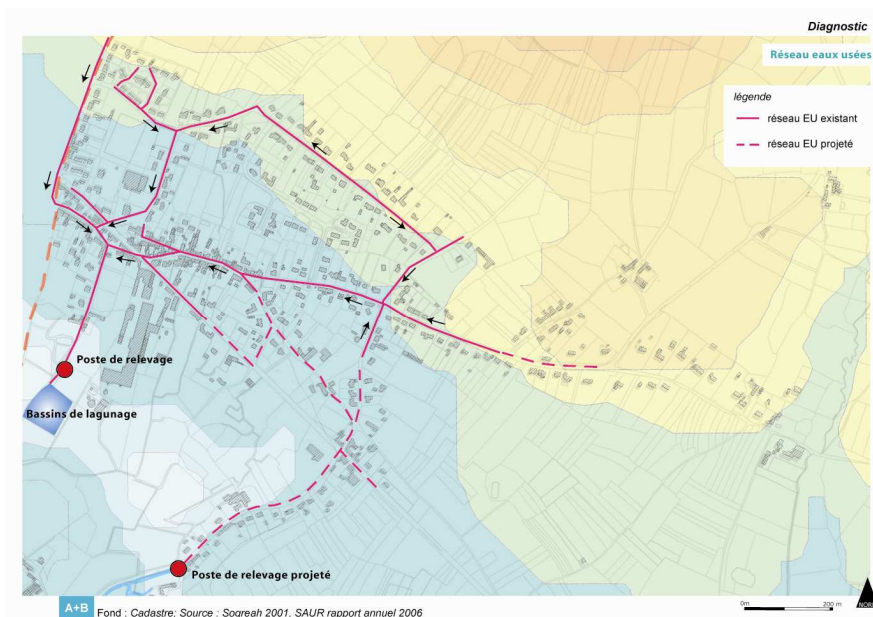 Diagnostic
Réseau eaux usées
légende
réseau EU existant
réseau EU projeté
Poste de relevage
Bassins de lagunage
Poste de relevage projeté
0m 200 m
A+B Fond : Cadastre; Source : Sogreah 2001, SAUR rapport annuel 2006